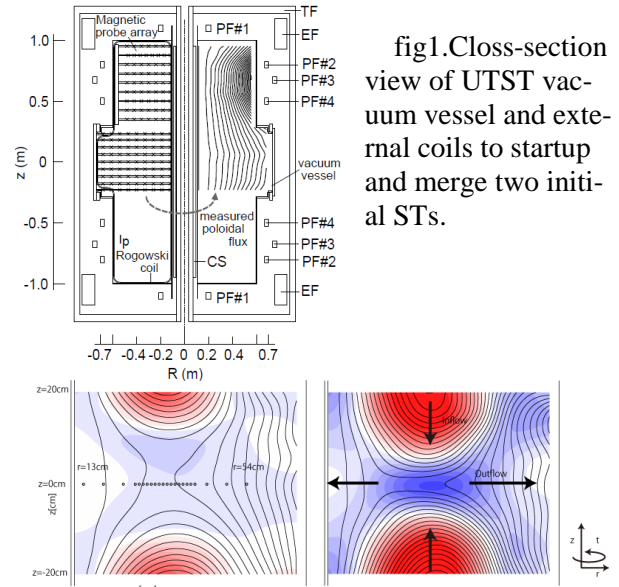 Magnetic
probe array
PF#1
TF
EF
PF#2
PF#3
PF#4
1.0
0.5
0
-0.5
-1.0
z (m)
vacuum
vessel
measured
poloidal
flux
Ip
Rogowski
coil
CS
PF#4
PF#3
PF#2
EF
PF#1
-0.7 -0.4 -0.2 0 0.2 0.4 0.6 0.7
R (m)
fig1.Closs-section
view of UTST vac-
uum vessel and exte-
rnal coils to startup
and merge two initi-
al STs.
z=20cm
r=13cm
r=54cm
z=0cm
z[cm]
z=-20cm
Inflow
Outflow
z
t
r